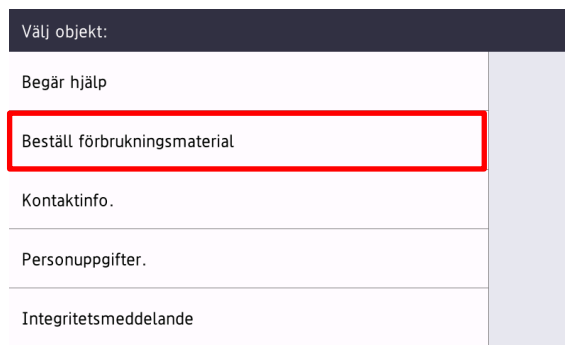 Välj objekt:
Begär hjälp
Beställ förbrukningsmaterial
Kontaktinfo.
Personuppgifter.
Integritetsmeddelande